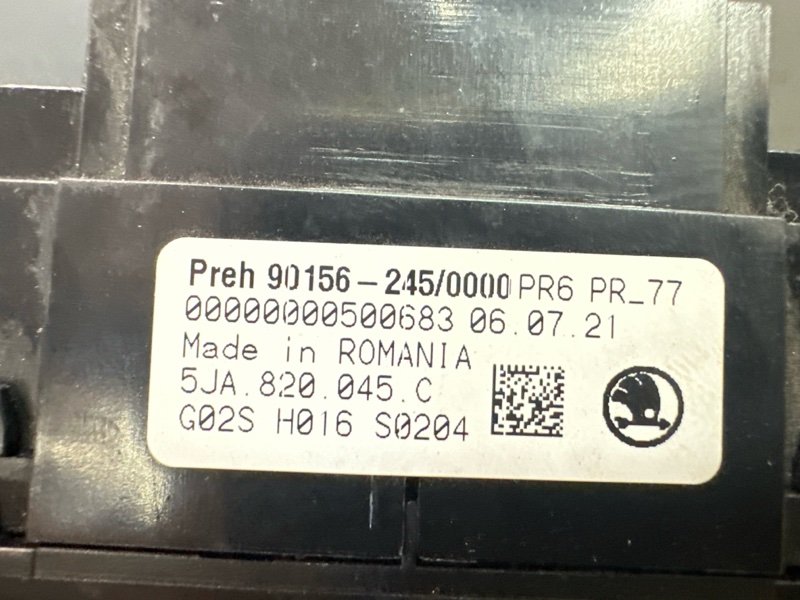 Preh 90156-245/0000 PR6 PR_77
00000000500683 06.07.21
Made in ROMANIA
5JA.820.045.C
G02S H016 S0204